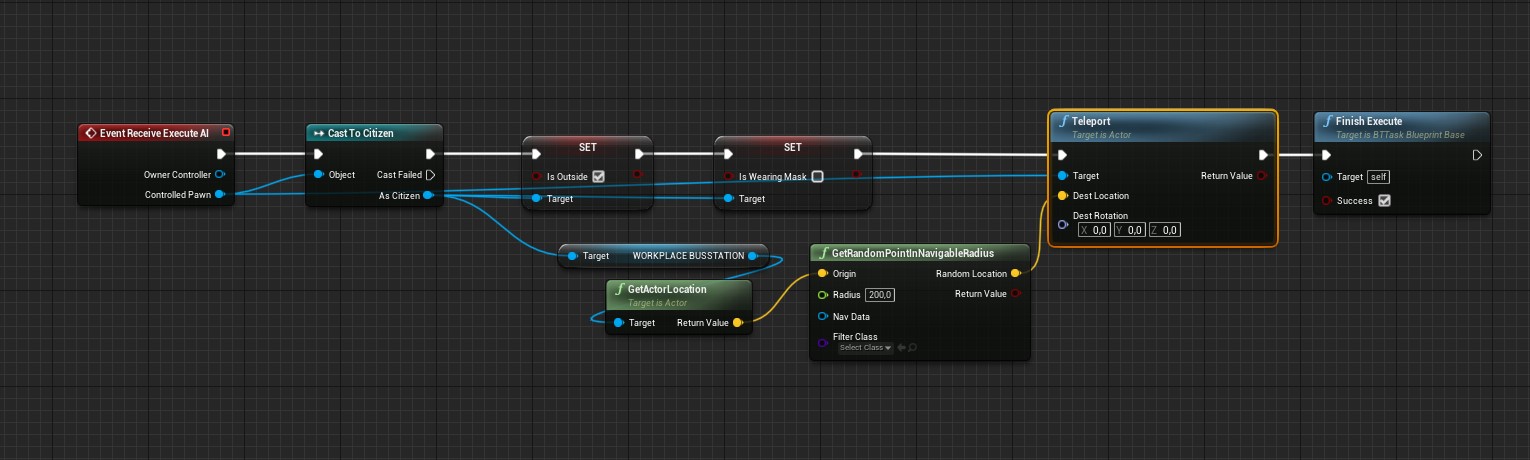 Event Receive Execute AI
Owner Controller
Controlled Pawn
Cast To Citizen
Object
Cast Failed
As Citizen
SET
Is Outside
Target
SET
Is Wearing Mask
Target
Target
WORKPLACE BUSSTATION
f GetActorLocation
Target is Actor
Target
Return Value
f GetRandomPointInNavigableRadius
Origin
Random Location
Radius 200,0
Return Value
Nav Data
Filter Class
Select Class
f Teleport
Target is Actor
Target
Return Value
Dest Location
Dest Rotation
X 0,0 Y 0,0 Z 0,0
f Finish Execute
Target is BTTask Blueprint Base
Target self
Success